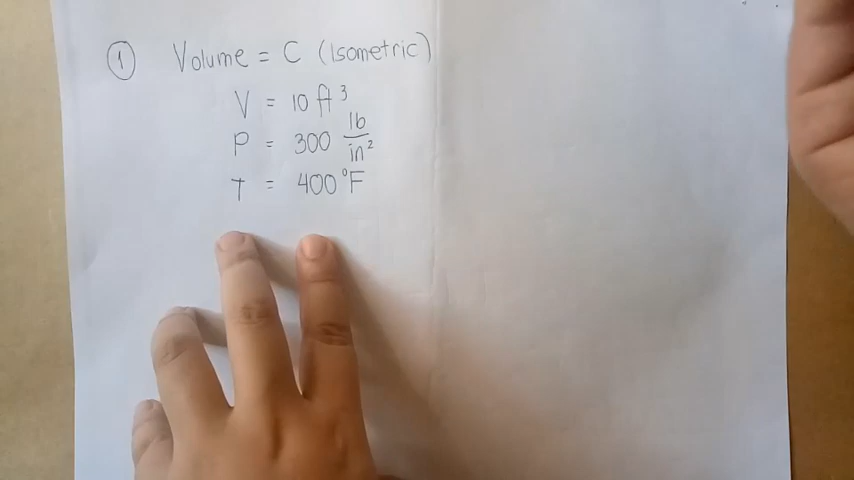 1 Volume = C (Isometric)
V = 10 ft³
P = 300 lb/in²
T = 400°F